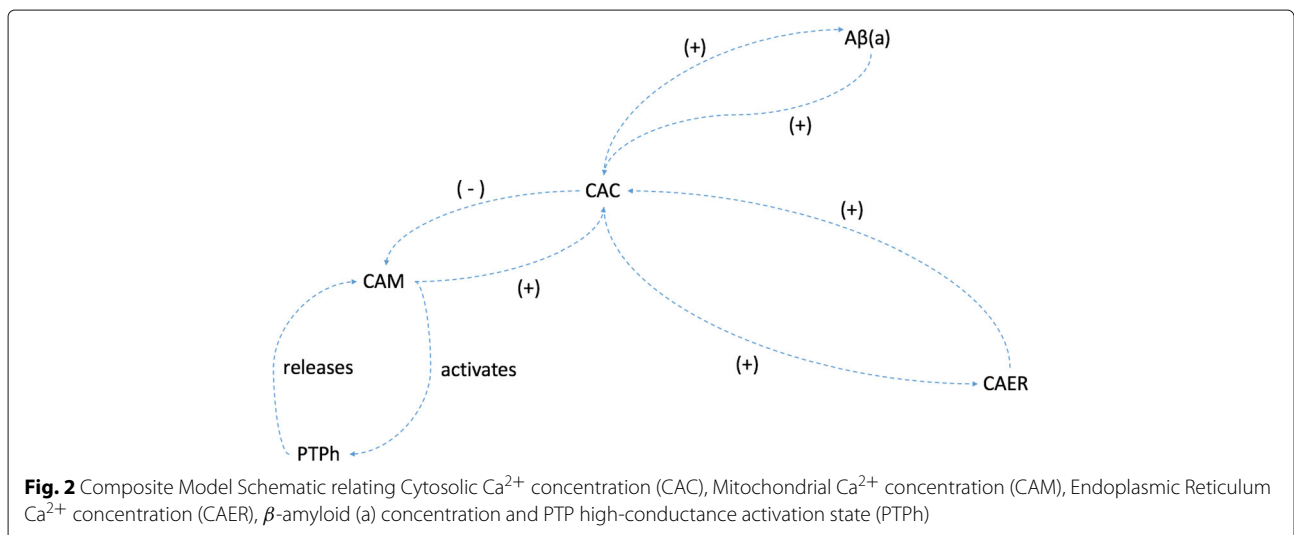 Aβ(a)
(+)
(+)
( - )
CAC
(+)
CAM
(+)
releases
activates
(+)
CAER
PTPh
Fig. 2 Composite Model Schematic relating Cytosolic Ca²⁺ concentration (CAC), Mitochondrial Ca²⁺ concentration (CAM), Endoplasmic Reticulum
Ca²⁺ concentration (CAER), β-amyloid (a) concentration and PTP high-conductance activation state (PTPh)